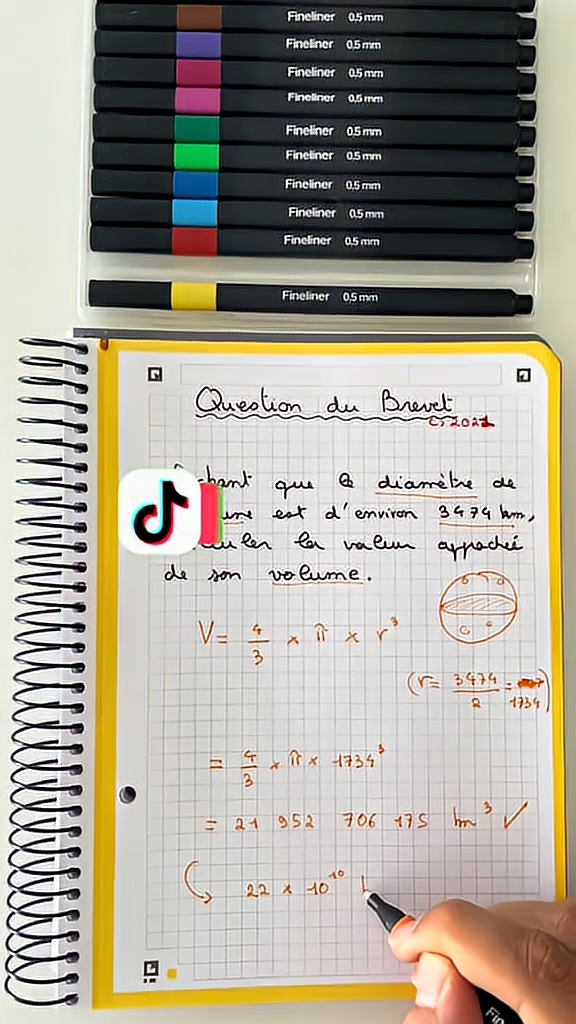 Fineliner 0.5 mm
Fineliner 0.5 mm
Fineliner 0.5 mm
Fineliner 0.5 mm
Fineliner 0.5 mm
Fineliner 0.5 mm
Fineliner 0.5 mm
Fineliner 0.5 mm
Fineliner 0.5 mm
Fineliner 0.5 mm
Question du Brevet
que le diamètre de
est d'environ 3474 km,
la valeur approchée
de son volume.
V = 4/3 × π × r³
(r = 3474/2 = 1734)
= 4/3 × π × 1734³
= 21 952 706 175 km³ ✓
22 × 10¹⁰
Fin